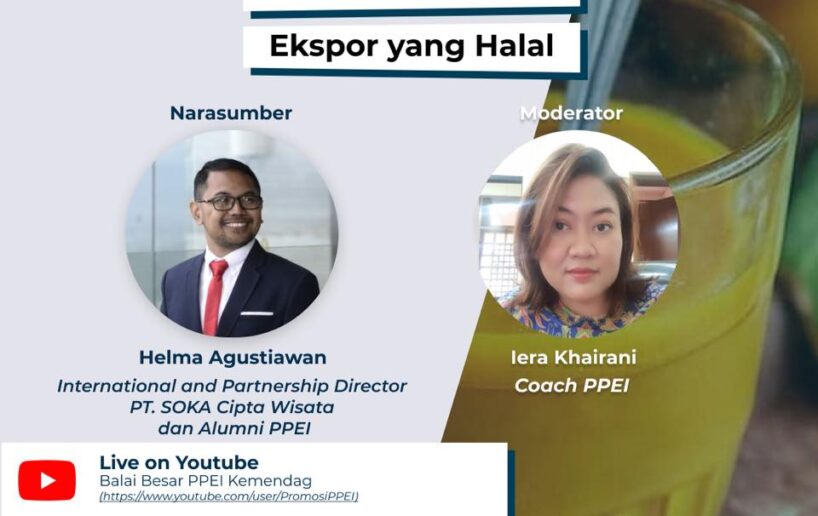 Ekspor yang Halal
Narasumber
Moderator
Helma Agustiawan
International and Partnership Director
PT. SOKA Cipta Wisata
dan Alumni PPEI
Iera Khairani
Coach PPEI
Live on Youtube
Balai Besar PPEI Kemendag
(https://www.youtube.com/user/PromosiPPEI)